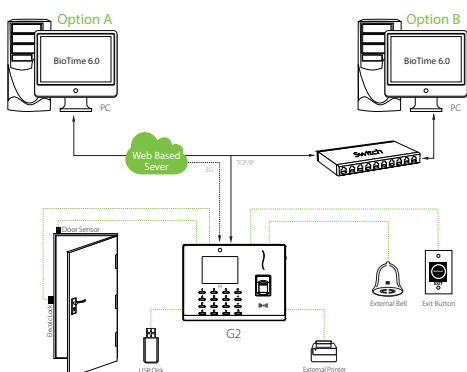 Option A
Option B
BioTime 6.0
BioTime 6.0
PC
PC
Web Based
Sever
Switch
3G
TCP/IP
Door Sensor
Electric Lock
G2
External Bell
EXIT
Exit Button
USB Disk
External Printer